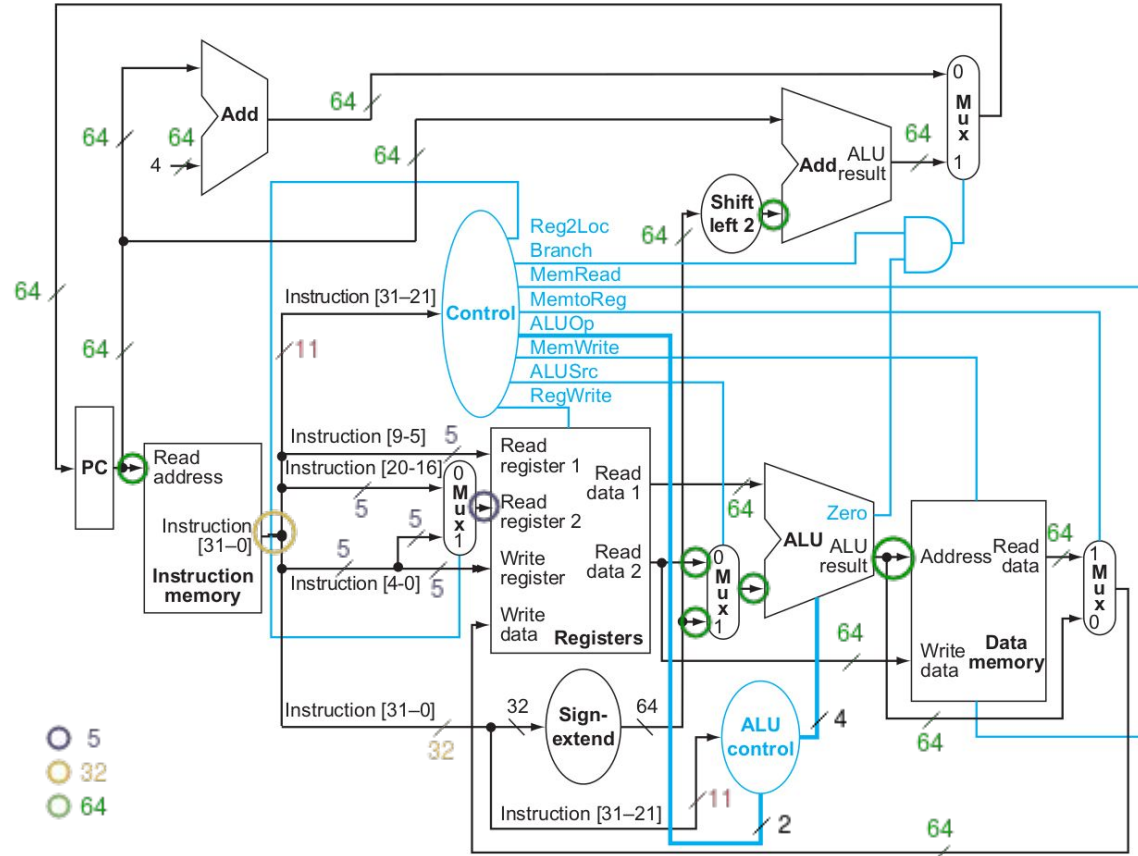 0
64
Add
M
u
x
64
64
64
64
4
ALU
Add result
1
Shift
left 2
Reg2Loc
64
Branch
MemRead
64
Instruction [31–21]
MemtoReg
Control
ALUOp
64
11
MemWrite
ALUSrc
RegWrite
Instruction [9-5]
5
Read
register 1
PC
Read
address
Instruction [20-16]
0
M
u
x
1
5
Read
data 1
64
Read
register 2
Zero
Instruction
[31–0]
5
5
ALU
ALU
result
Read
data 2
0
M
u
x
1
Address
Read
data
64
1
M
u
x
0
Instruction
memory
Instruction [4-0]
5
Write
register
Write
data
Registers
64
Write
data
Data
memory
Instruction [31–0]
32
32
Sign-
extend
64
ALU
control
4
64
5
32
64
Instruction [31–21]
11
2
64